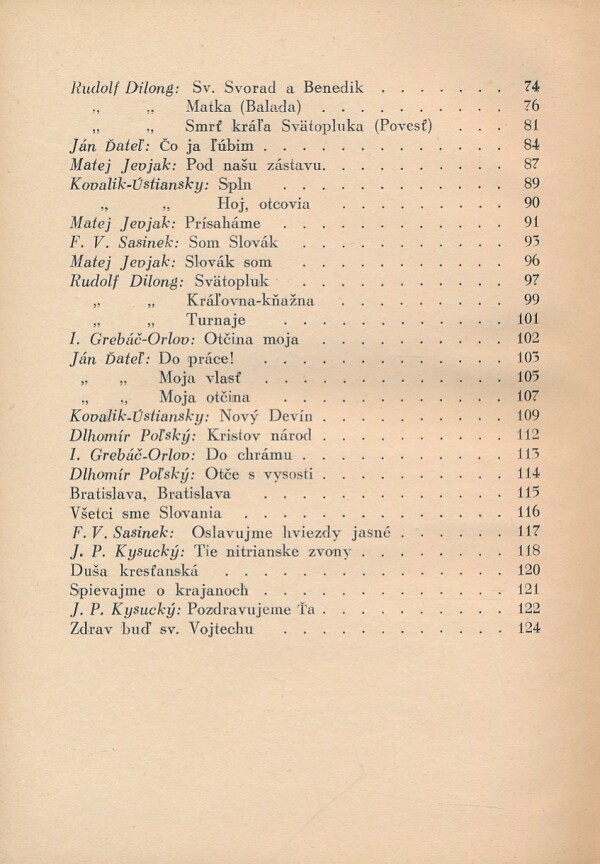 Rudolf Dilong: Sv. Svorad a Benedik . . . . . . . 74
„ „ Matka (Balada) . . . . . . . . . . 76
„ „ Smrť kráľa Svätopluka (Povesť) . . . 81
Ján Ďateľ: Čo ja ľúbim . . . . . . . . . . . . . 84
Matej Jevjak: Pod našu zástavu. . . . . . . . . . 87
Kovalik-Ústiansky: Spln . . . . . . . . . . . . 89
„ „ Hoj, otcovia . . . . . . . . . 90
Matej Jevjak: Prísaháme . . . . . . . . . . . . 91
F. V. Sasinek: Som Slovák . . . . . . . . . . . 93
Matej Jevjak: Slovák som . . . . . . . . . . . . 96
Rudolf Dilong: Svätopluk . . . . . . . . . . . . 97
„ „ Kráľovna-kňažna . . . . . . . . . 99
„ „ Turnaje . . . . . . . . . . . . 101
I. Grebáč-Orlov: Otčina moja . . . . . . . . . . 102
Ján Ďateľ: Do práce! . . . . . . . . . . . . . 103
„ „ Moja vlasť . . . . . . . . . . . . . 105
„ „ Moja otčina . . . . . . . . . . . . 107
Kovalik-Ústiansky: Nový Devín . . . . . . . . . . 109
Dlhomír Poľský: Kristov národ . . . . . . . . . . 112
I. Grebáč-Orlov: Do chrámu . . . . . . . . . . . 113
Dlhomír Poľský: Otče s vysosti . . . . . . . . . . 114
Bratislava, Bratislava . . . . . . . . . . . . . 115
Všetci sme Slovania . . . . . . . . . . . . . 116
F. V. Sasinek: Oslavujme hviezdy jasné . . . . . . 117
J. P. Kysucký: Tie nitrianske zvony . . . . . . . . 118
Duša kresťanská . . . . . . . . . . . . . . . 120
Spievajme o krajanoch . . . . . . . . . . . . . 121
J. P. Kysucký: Pozdravujeme Ťa . . . . . . . . . . 122
Zdrav buď sv. Vojtechu . . . . . . . . . . . . 124